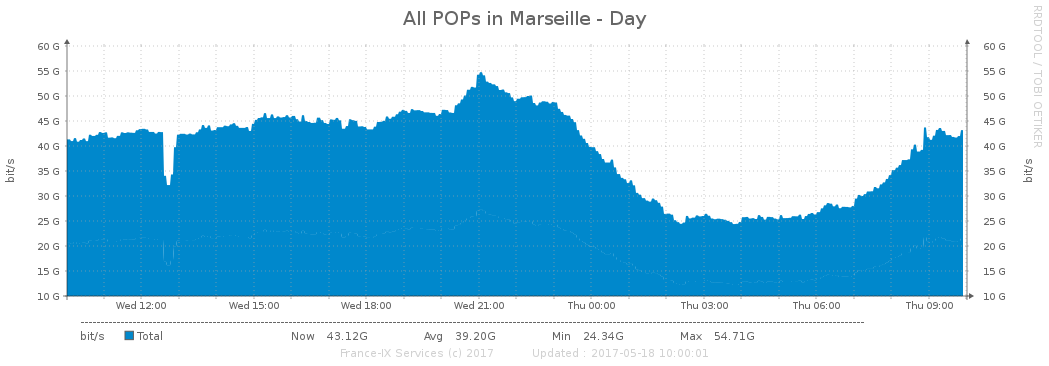 All POPs in Marseille - Day
RRDTOOL / TOBI OETIKER
60 G 60 G
55 G 55 G
50 G 50 G
45 G 45 G
40 G 40 G
35 G 35 G
30 G 30 G
25 G 25 G
20 G 20 G
15 G 15 G
10 G 10 G
bit/s bit/s
Wed 12:00 Wed 15:00 Wed 18:00 Wed 21:00 Thu 00:00 Thu 03:00 Thu 06:00 Thu 09:00
bit/s Total Now 43.12G Avg 39.20G Min 24.34G Max 54.71G
France-IX Services (c) 2017 Updated : 2017-05-18 10:00:01